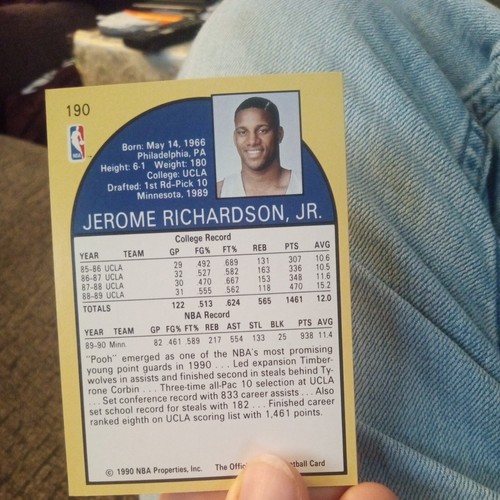 190
NBA
Born: May 14, 1966
Philadelphia, PA
Height: 6-1 Weight: 180
College: UCLA
Drafted: 1st Rd-Pick 10
Minnesota, 1989
JEROME RICHARDSON, JR.
College Record
YEAR TEAM GP FG% FT% REB PTS AVG
85-86 UCLA 29 .492 .689 131 307 10.6
86-87 UCLA 32 .527 .582 163 336 10.5
87-88 UCLA 30 .470 .667 153 348 11.6
88-89 UCLA 31 .555 .562 118 470 15.2
TOTALS 122 .513 .624 565 1461 12.0
NBA Record
YEAR TEAM GP FG% FT% REB AST STL BLK PTS AVG
89-90 Minn. 82 .461 .589 217 554 133 25 938 11.4
"Pooh" emerged as one of the NBA's most promising
young point guards in 1990 . . . Led expansion Timber-
wolves in assists and finished second in steals behind Ty-
rone Corbin . . . Three-time all-Pac 10 selection at UCLA
. . . Set conference record with 833 career assists . . . Also
set school record for steals with 182 . . . Finished career
ranked eighth on UCLA scoring list with 1,461 points.
© 1990 NBA Properties, Inc. The Card